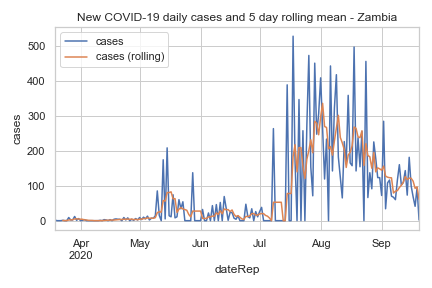 New COVID-19 daily cases and 5 day rolling mean - Zambia
cases
cases (rolling)
500
400
300
200
100
0
cases
Apr
2020
May
Jun
Jul
Aug
Sep
dateRep